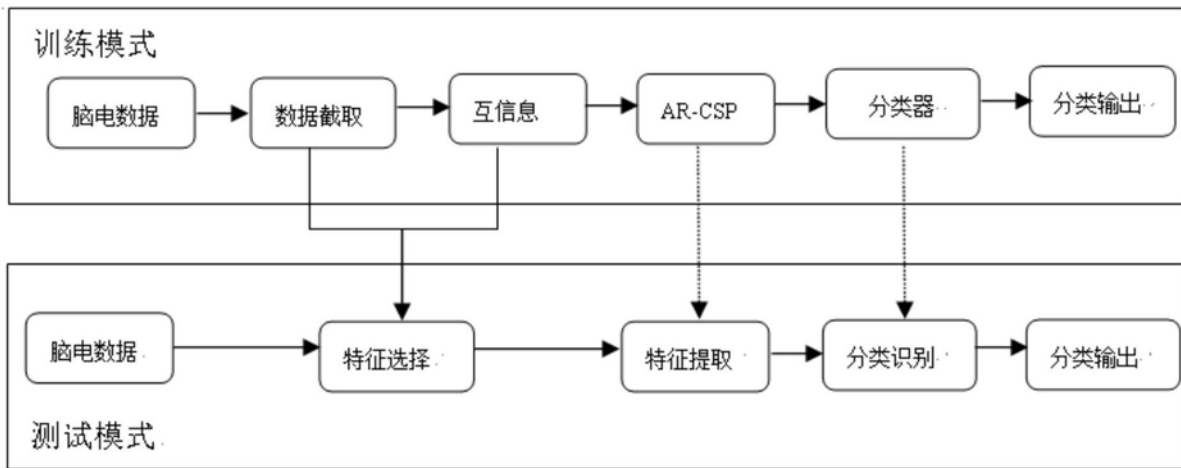 训练模式
脑电数据
数据截取
互信息
AR-CSP
分类器
分类输出
脑电数据
特征选择
特征提取
分类识别
分类输出
测试模式